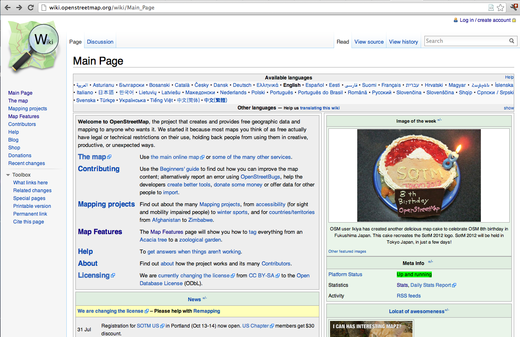 wiki.openstreetmap.org/wiki/Main_Page
Log in / create account
Wiki
Page Discussion Read View source View history Search
Main Page
Available languages Help
Asturianu • Български • Bosanski • Català • Česky • Dansk • Deutsch • Ελληνικά • English • Español • Eesti • Suomi • Français • Hrvatski • Magyar • Íslenska
Italiano • 日本語 • 한국어 • Lietuvių • Latviešu • Македонски • Nederlands • Polski • Português • Português do Brasil • Română • Русский • Slovenčina • Slovenščina • Shqip • Српски / Srpski
Svenska • Türkçe • Українська • Tiếng Việt • 中文(简体) • 中文(繁體)
Other languages — Help us translating this wiki show
Main Page
The map
Mapping projects
Map Features
Contributors
Help
Blog
Shop
Donations
Recent changes
Toolbox
What links here
Related changes
Special pages
Printable version
Permanent link
Cite this page
Welcome to OpenStreetMap, the project that creates and provides free geographic data and
mapping to anyone who wants it. We started it because most maps you think of as free actually
have legal or technical restrictions on their use, holding back people from using them in creative,
productive, or unexpected ways.
The map Use the main online map or some of the many other services.
Contributing Use the Beginners' guide to find out how you can improve the map
content; alternatively report an error using OpenStreetBugs, help the
developers create better tools, donate some money or offer data for other
people to import.
Mapping projects Find out about the many Mapping projects, from accessibility (for
sight and mobility impaired people) to winter sports, and for countries/territories
from Afghanistan to Zimbabwe.
Map Features The Map Features page will show you how to tag everything from an
Acacia tree to a zoological garden.
Help To get answers when things aren't working.
About Find out about how the project works and its many Contributors.
Licensing We are currently changing the license from CC BY-SA to the Open
Database License (ODbL).
News
We are changing the license – Please help with Remapping
31 Jul Registration for SOTM US in Portland (Oct 13-14) now open. US Chapter members get $30
discount.
Image of the week
SOTM
8th
Birthday
OpenStreetMap
OSM user Ikiya has created another delicious map cake to celebrate OSM 8th birthday in
Fukushima Japan. This cake recreates the SotM 2012 logo. SotM 2012 will be held in
Tokyo Japan, in just a few days!
Other featured images
Meta Info
Platform Status Up and running
Statistics Stats, Daily Stats Report
Activity RSS feeds
Lolcat of awesomeness
I CAN HAS INTERESTING MAPS?